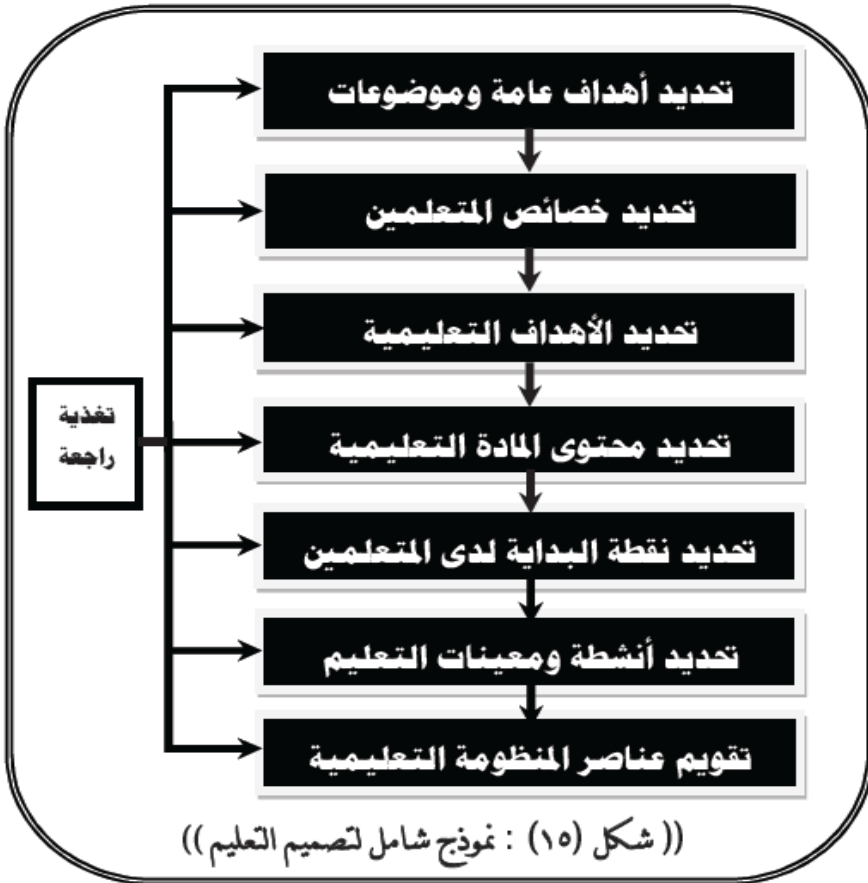 تحديد أهداف عامة وموضوعات
تحديد خصائص المتعلمين
تحديد الأهداف التعليمية
تحديد محتوى المادة التعليمية
تحديد نقطة البداية لدى المتعلمين
تحديد أنشطة ومعينات التعليم
تقويم عناصر المنظومة التعليمية
تغذية
راجعة
(( شكل (١٥) : نموذج شامل لتصميم التعليم ))